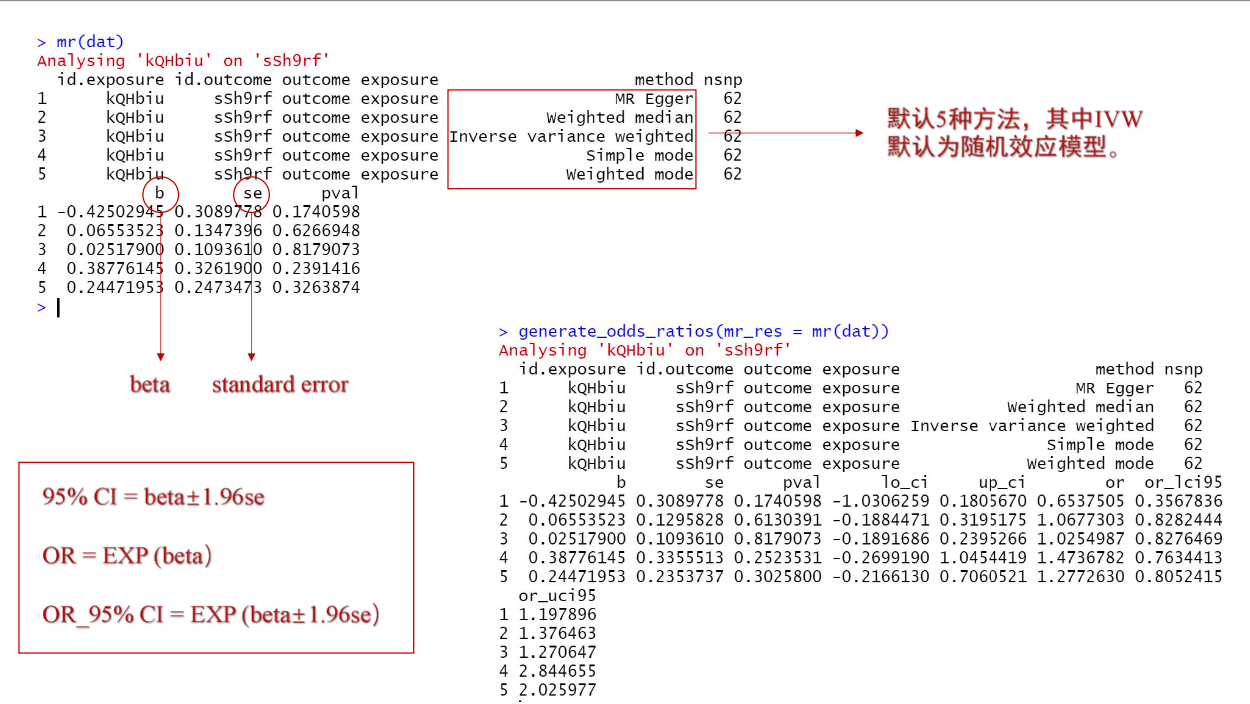 > mr(dat)
Analysing 'kQHbiu' on 'sSh9rf'
id.exposure id.outcome outcome exposure method nsnp
1 kQHbiu sSh9rf outcome exposure MR Egger 62
2 kQHbiu sSh9rf outcome exposure Weighted median 62
3 kQHbiu sSh9rf outcome exposure Inverse variance weighted 62
4 kQHbiu sSh9rf outcome exposure Simple mode 62
5 kQHbiu sSh9rf outcome exposure Weighted mode 62
b se pval
1 -0.42502945 0.3089778 0.1740598
2 0.06553523 0.1347396 0.6266948
3 0.02517900 0.1093610 0.8179073
4 0.38776145 0.3261900 0.2391416
5 0.24471953 0.2473473 0.3263874
>
默认5种方法，其中IVW
默认为随机效应模型。
beta standard error
95% CI = beta±1.96se
OR = EXP (beta)
OR_95% CI = EXP (beta±1.96se)
> generate_odds_ratios(mr_res = mr(dat))
Analysing 'kQHbiu' on 'sSh9rf'
id.exposure id.outcome outcome exposure method nsnp
1 kQHbiu sSh9rf outcome exposure MR Egger 62
2 kQHbiu sSh9rf outcome exposure Weighted median 62
3 kQHbiu sSh9rf outcome exposure Inverse variance weighted 62
4 kQHbiu sSh9rf outcome exposure Simple mode 62
5 kQHbiu sSh9rf outcome exposure Weighted mode 62
b se pval lo_ci up_ci or or_lci95
1 -0.42502945 0.3089778 0.1740598 -1.0306259 0.1805670 0.6537505 0.3567836
2 0.06553523 0.1295828 0.6130391 -0.1884471 0.3195175 1.0677303 0.8282444
3 0.02517900 0.1093610 0.8179073 -0.1891686 0.2395266 1.0254987 0.8276469
4 0.38776145 0.3355513 0.2523531 -0.2699190 1.0454419 1.4736782 0.7634413
5 0.24471953 0.2353737 0.3025800 -0.2166130 0.7060521 1.2772630 0.8052415
or_uci95
1 1.197896
2 1.376463
3 1.270647
4 2.844655
5 2.025977